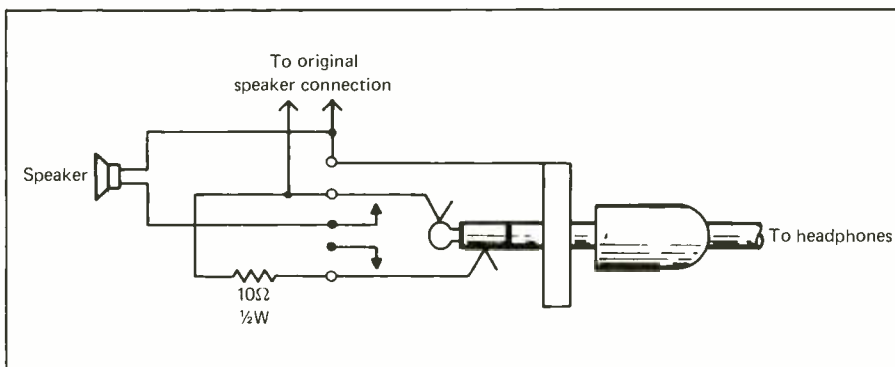 To original
speaker connection
Speaker
To headphones
10Ω
½W